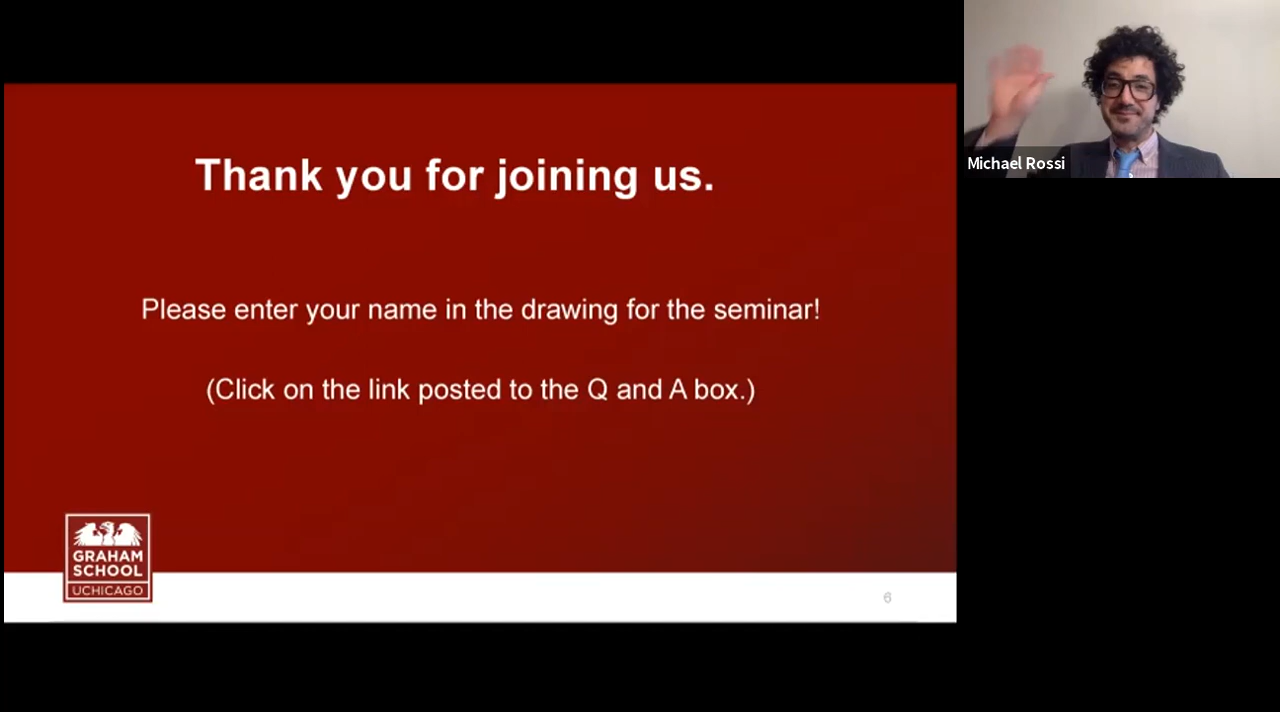 Thank you for joining us.
Please enter your name in the drawing for the seminar!
(Click on the link posted to the Q and A box.)
GRAHAM
SCHOOL
UCHICAGO
6
Michael Rossi